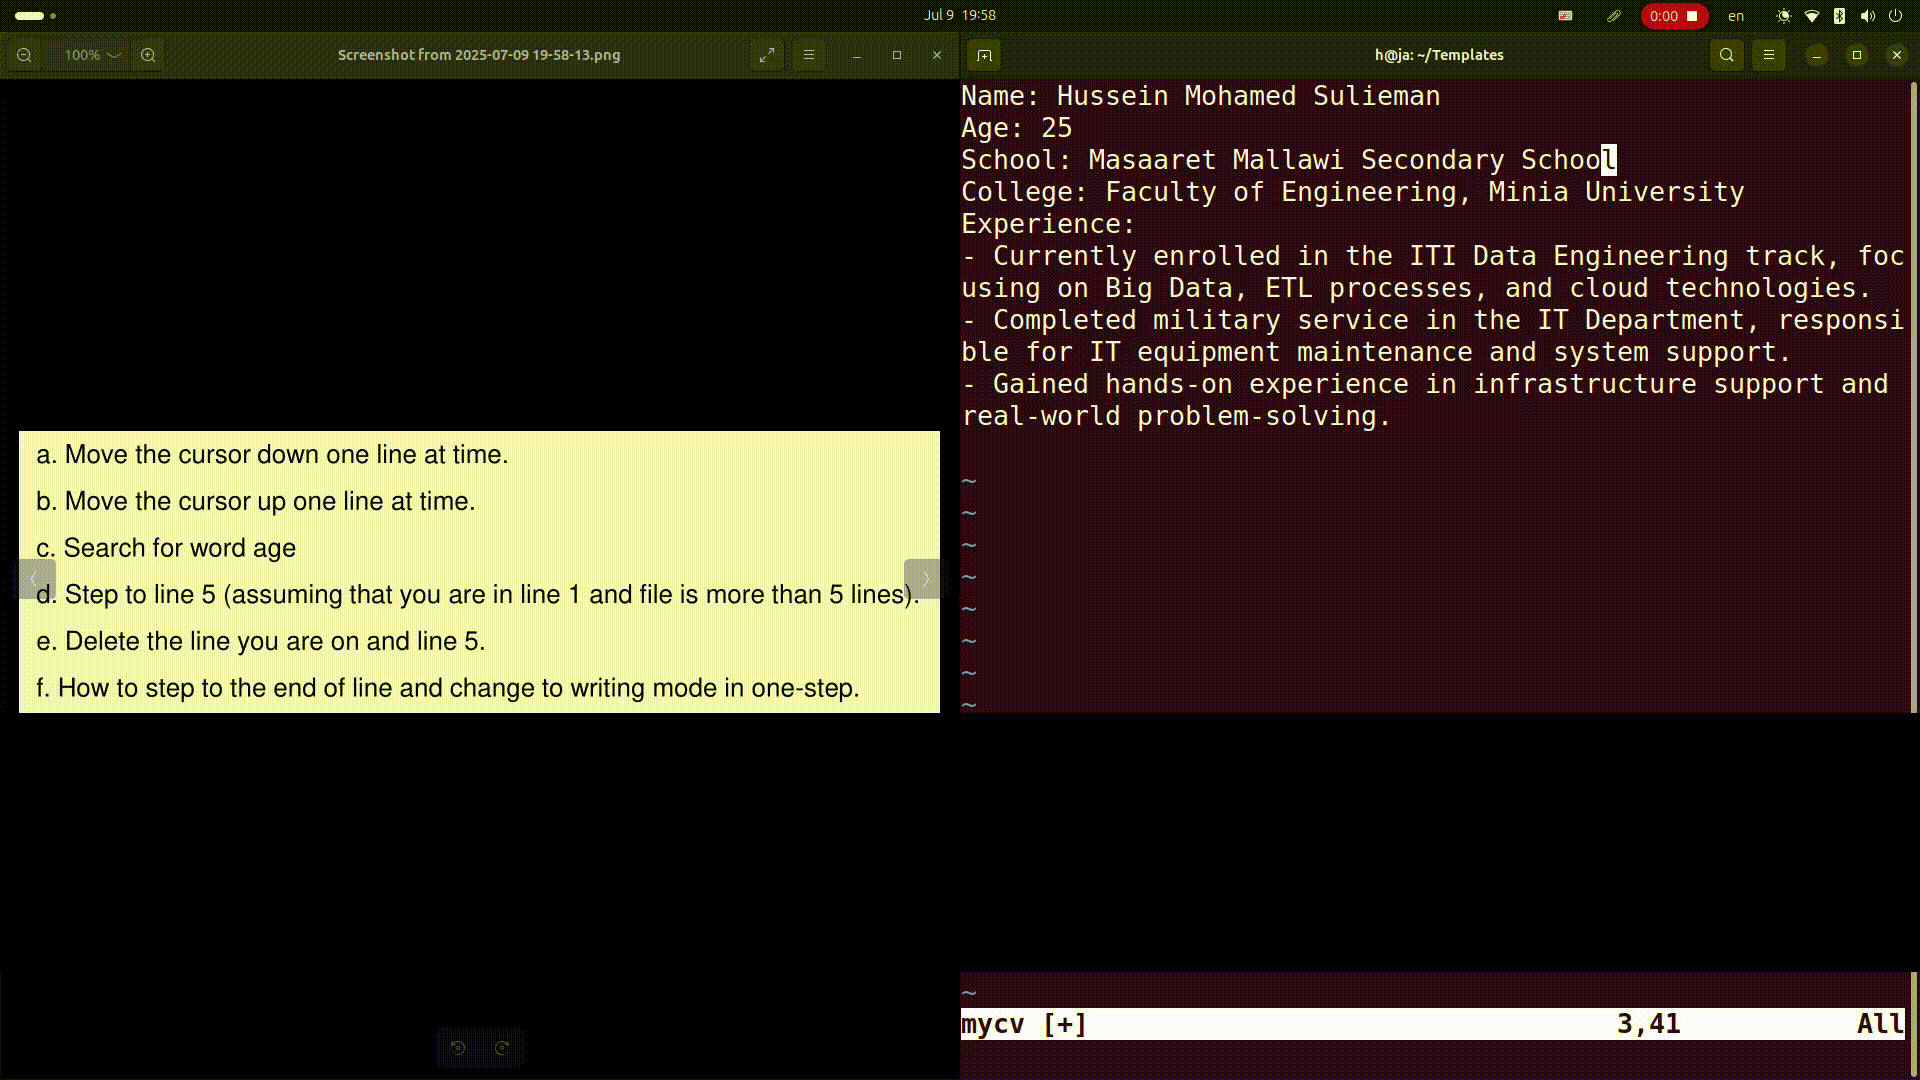 Jul 9 19:58
0:00
en
100%
Screenshot from 2025-07-09 19-58-13.png
a. Move the cursor down one line at time.
b. Move the cursor up one line at time.
c. Search for word age
d. Step to line 5 (assuming that you are in line 1 and file is more than 5 lines).
e. Delete the line you are on and line 5.
f. How to step to the end of line and change to writing mode in one-step.
h@ja: ~/Templates
Name: Hussein Mohamed Sulieman
Age: 25
School: Masaaret Mallawi Secondary School
College: Faculty of Engineering, Minia University
Experience:
- Currently enrolled in the ITI Data Engineering track, foc
using on Big Data, ETL processes, and cloud technologies.
- Completed military service in the IT Department, responsi
ble for IT equipment maintenance and system support.
- Gained hands-on experience in infrastructure support and
real-world problem-solving.
~
~
~
~
~
~
~
~
~
mycv [+] 3,41 All